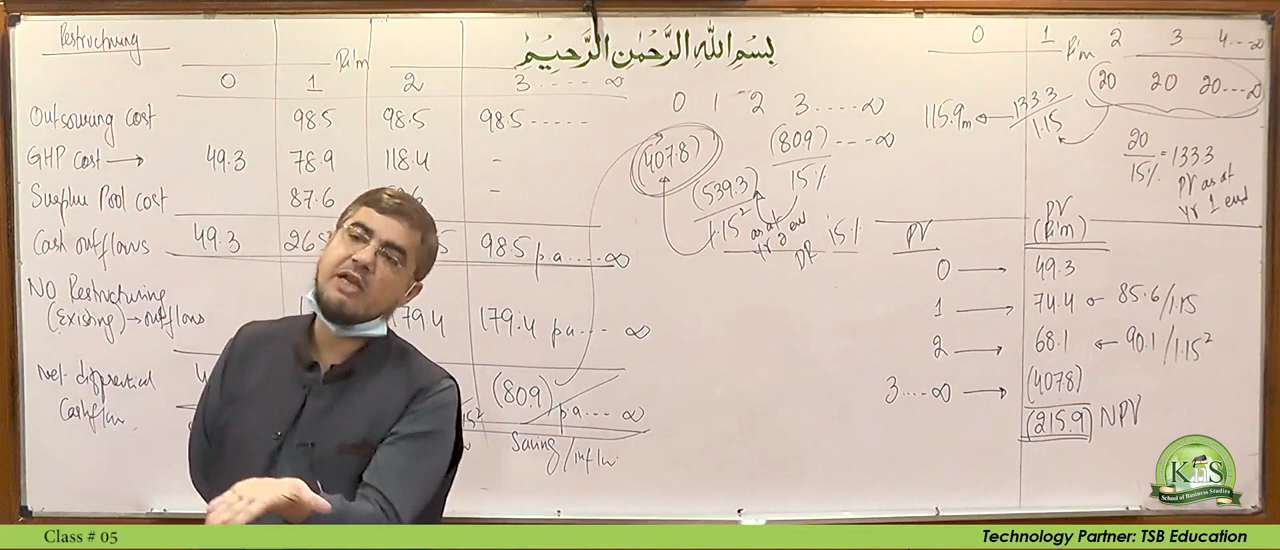 Restructuring
R'm
0 1 2 3 ..... ∞
Outsourcing cost 98.5 98.5 98.5 -----
GHP cost → 49.3 78.9 118.4 -
Surplus Pool cost 87.6 -
Cash outflows 49.3 98.5 p.a.....∞
NO Restructuring
(Existing) → outflows 179.4 179.4 p.a.... ∞
Net differential (80.9)
Cashflow p.a.... ∞
Saving/inflow
بسم الله الرحمن الرحيم
0 1 2 3.....∞
(407.8) (80.9) ---∞
15%
(539.3)
1.15²
as at
yr 2 end
DR 15%
0 1 2 3 4...∞
R'm
20 20 20...∞
115.9m ← 133.3
1.15
20 = 133.3
15%
PV as at
Yr 1 end
PV PV
(R'm)
0 → 49.3
1 → 74.4 ← 85.6/1.15
2 → 68.1 ← 90.1/1.15²
3....∞ → (407.8)
(215.9) NPV
KnS
School of Business Studies
Class # 05
Technology Partner: TSB Education